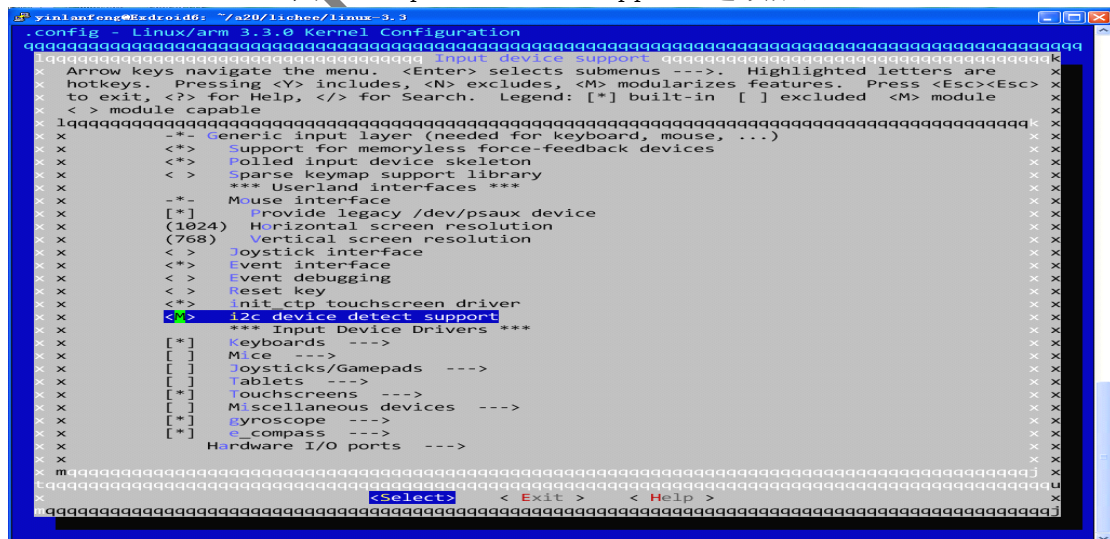 yinlanfeng@Exdroid6: ~/a20/lichee/linux-3.3
.config - Linux/arm 3.3.0 Kernel Configuration
Input device support
Arrow keys navigate the menu. <Enter> selects submenus --->. Highlighted letters are
hotkeys. Pressing <Y> includes, <N> excludes, <M> modularizes features. Press <Esc><Esc>
to exit, <?> for Help, </> for Search. Legend: [*] built-in [ ] excluded <M> module
< > module capable
-*- Generic input layer (needed for keyboard, mouse, ...)
<*> Support for memoryless force-feedback devices
<*> Polled input device skeleton
< > Sparse keymap support library
*** Userland interfaces ***
-*- Mouse interface
[*] Provide legacy /dev/psaux device
(1024) Horizontal screen resolution
(768) Vertical screen resolution
< > Joystick interface
<*> Event interface
< > Event debugging
< > Reset key
<*> init_ctp touchscreen driver
<M> i2c device detect support
*** Input Device Drivers ***
[*] Keyboards --->
[ ] Mice --->
[ ] Joysticks/Gamepads --->
[ ] Tablets --->
[*] Touchscreens --->
[ ] Miscellaneous devices --->
[*] gyroscope --->
[*] e_compass --->
Hardware I/O ports --->
<Select> < Exit > < Help >